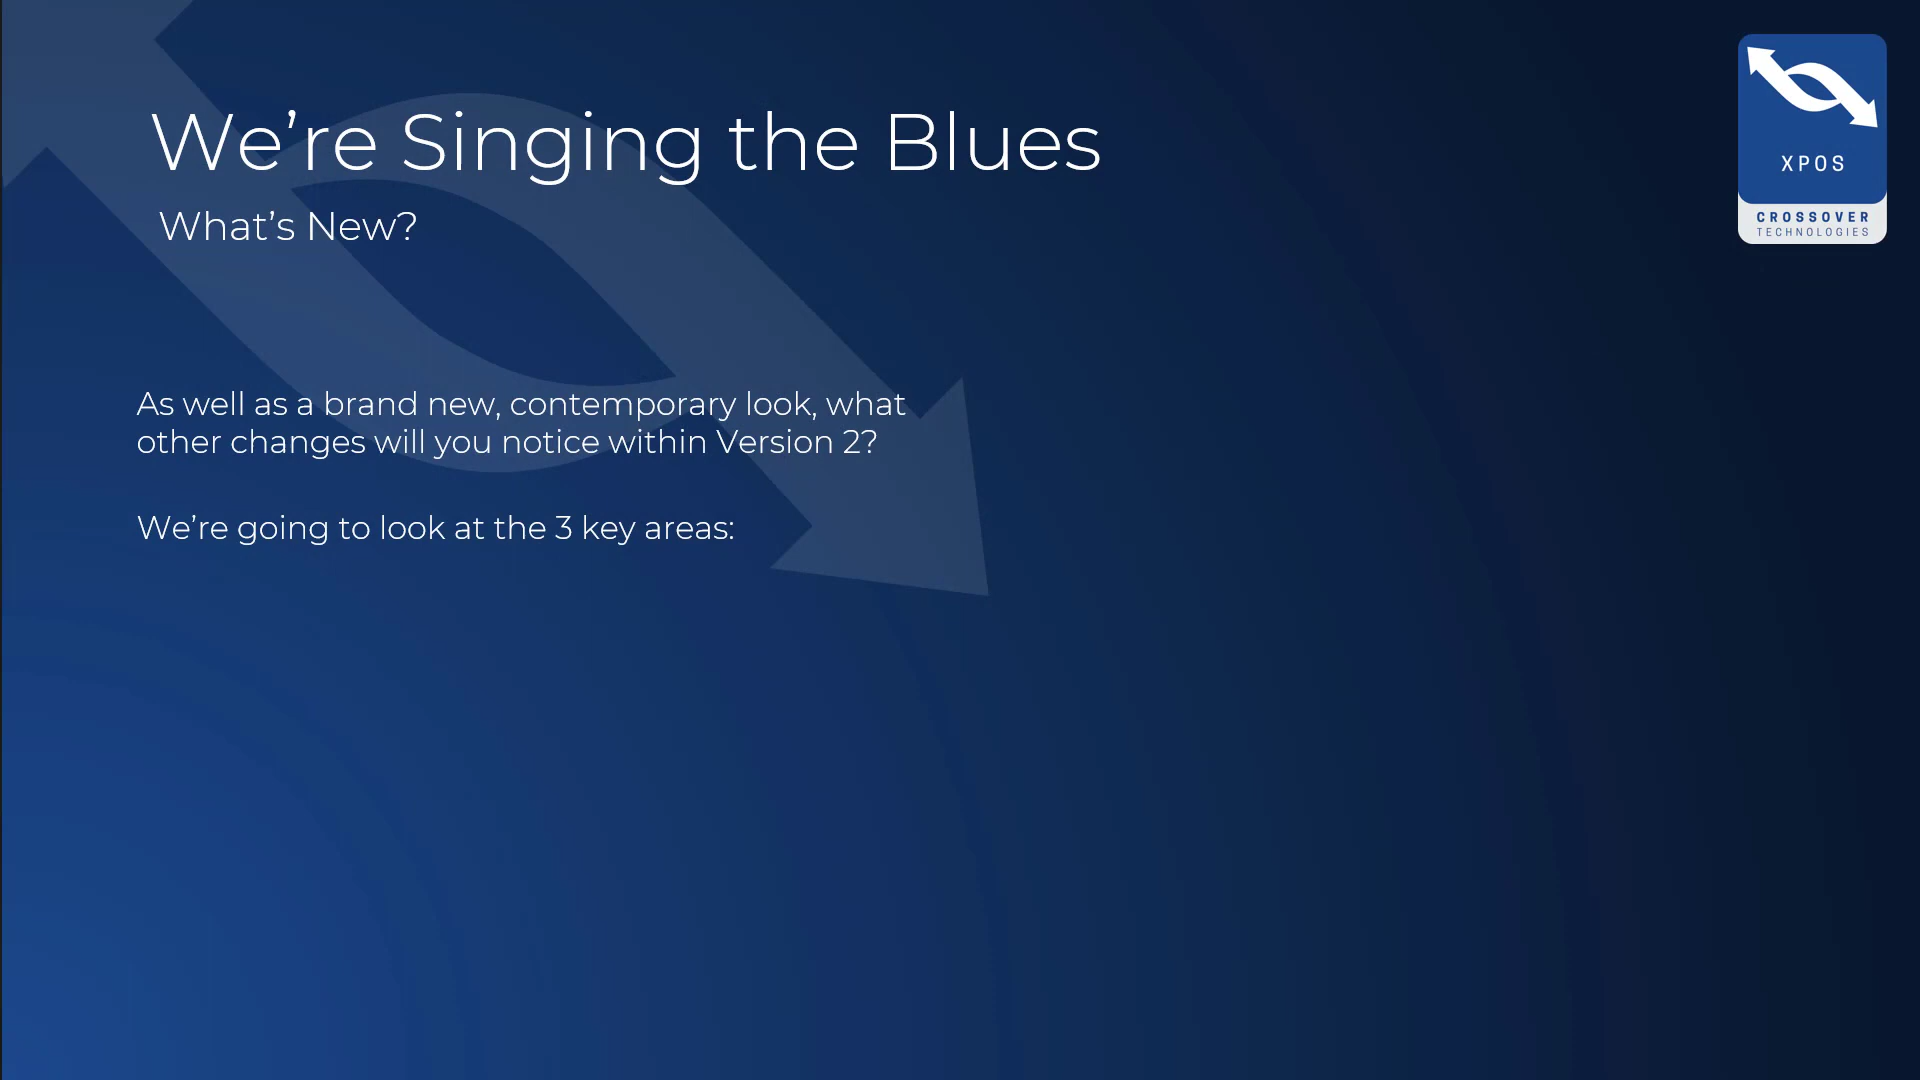 We’re Singing the Blues
What’s New?
XPOS
CROSSOVER
TECHNOLOGIES
As well as a brand new, contemporary look, what
other changes will you notice within Version 2?
We’re going to look at the 3 key areas: